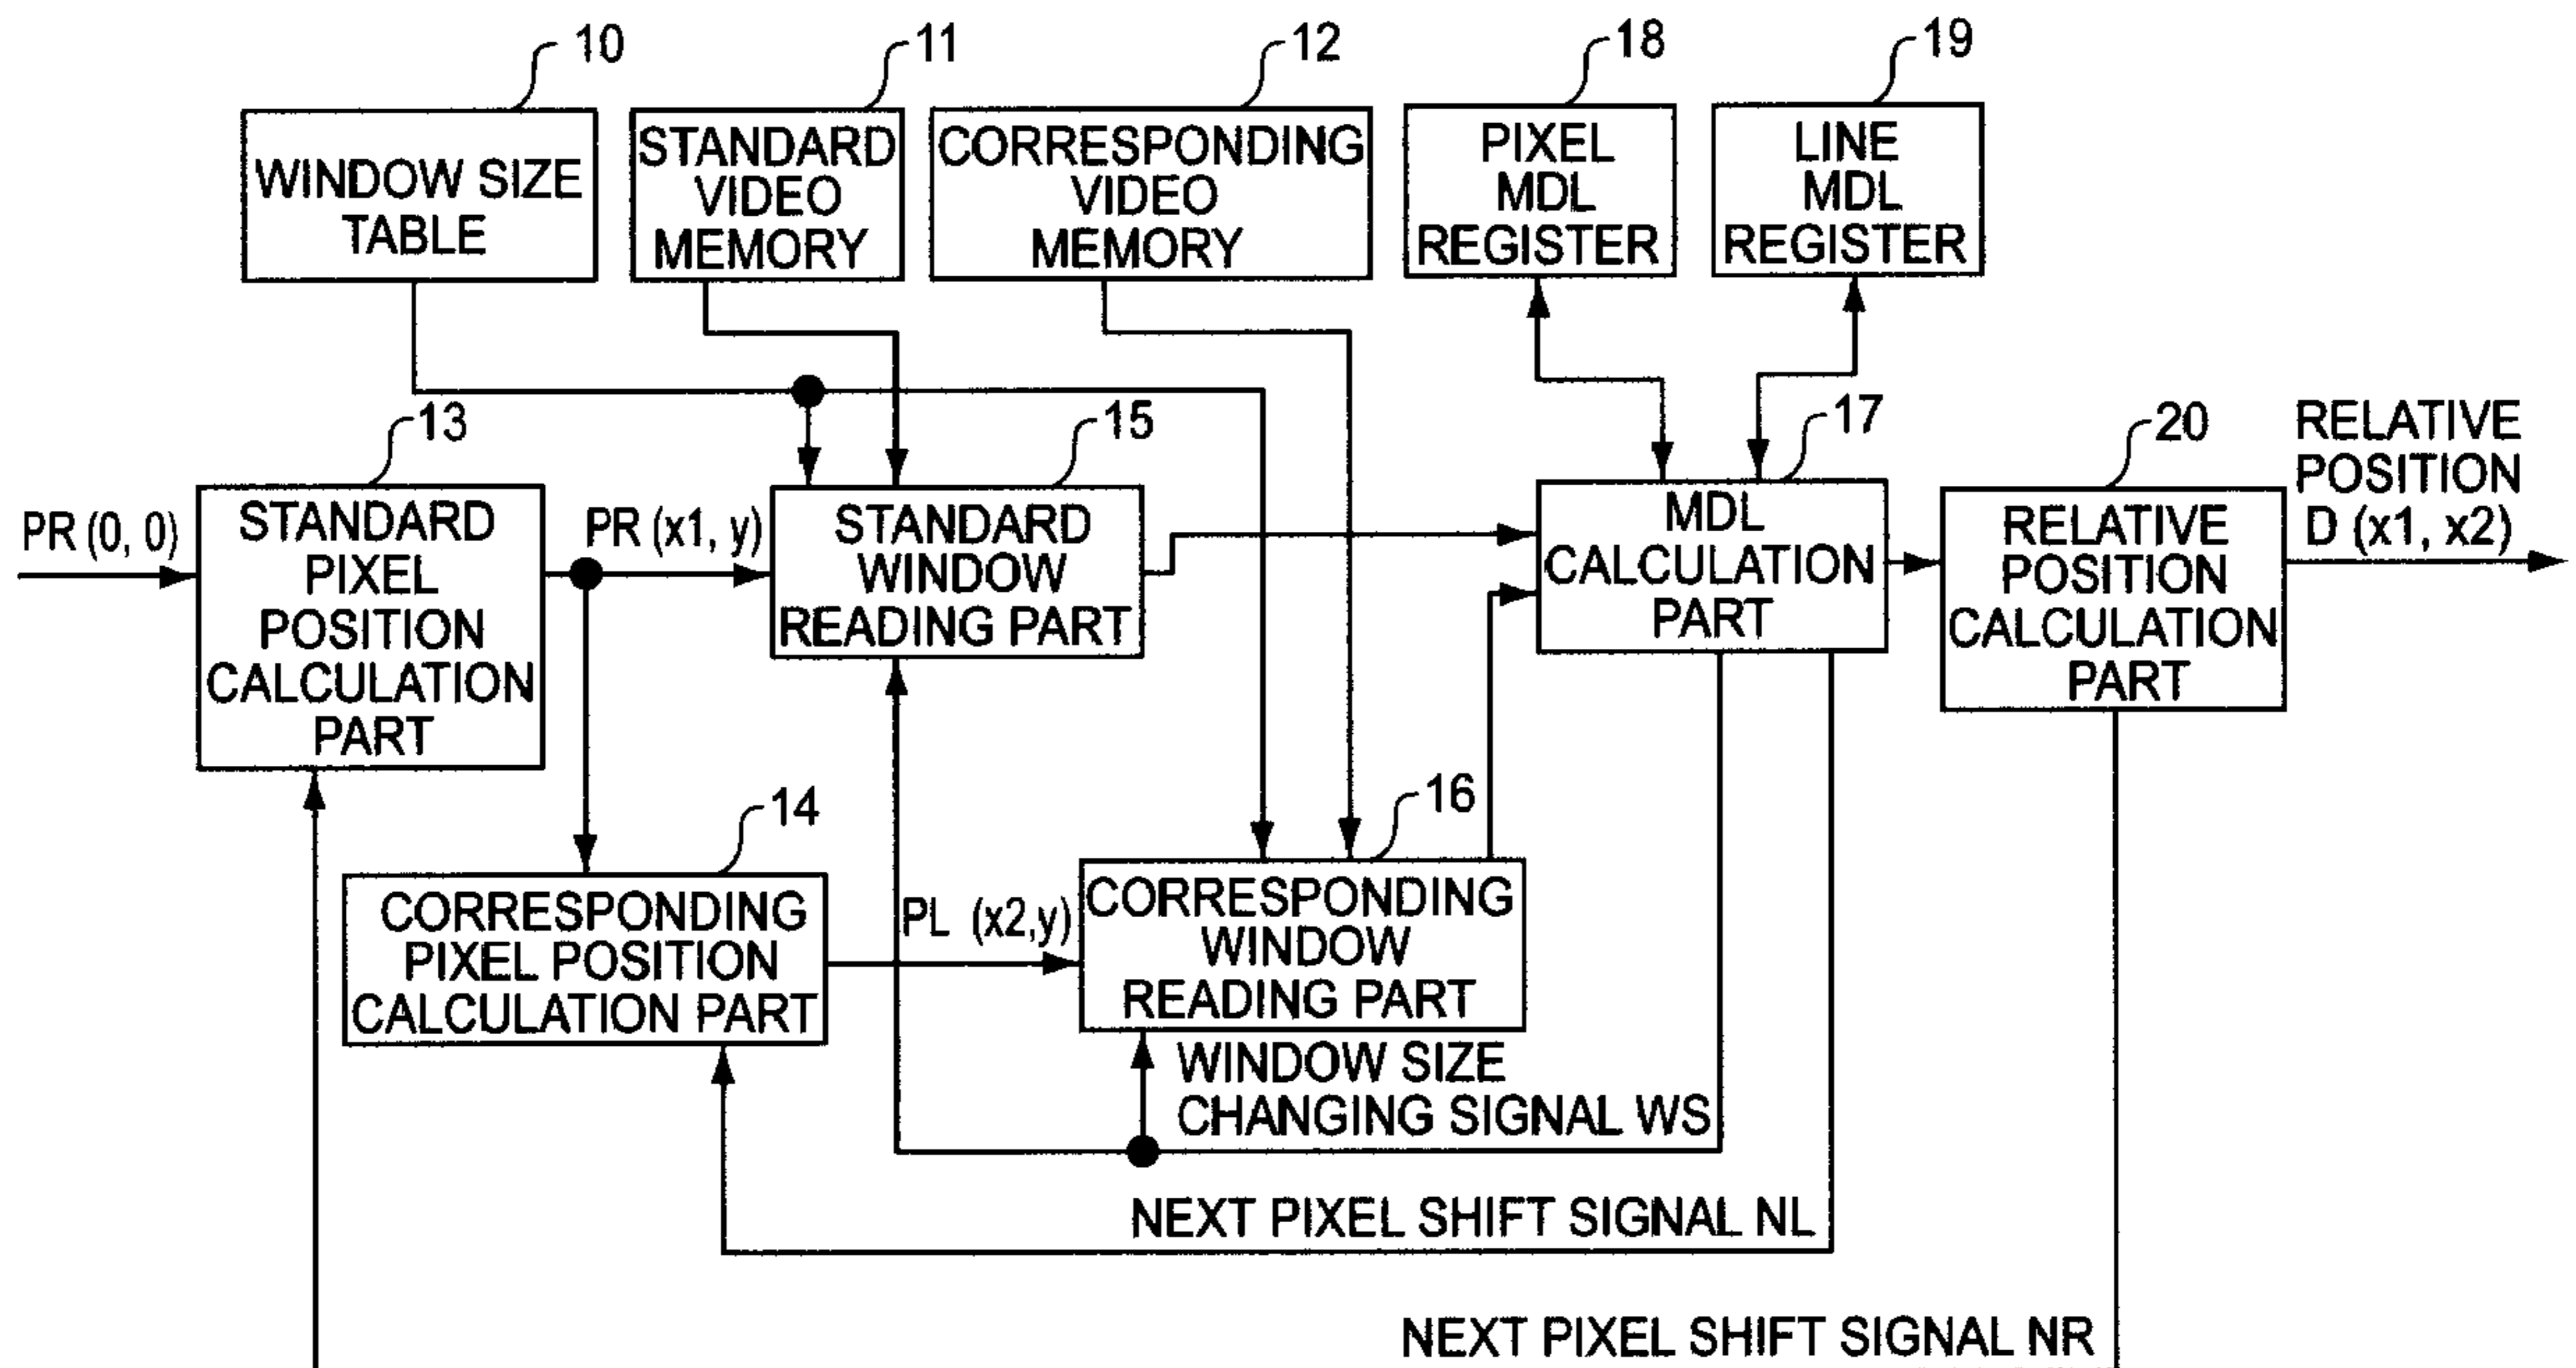 10
11
12
18
19
WINDOW SIZE
TABLE
STANDARD
VIDEO
MEMORY
CORRESPONDING
VIDEO
MEMORY
PIXEL
MDL
REGISTER
LINE
MDL
REGISTER
13
15
17
20
RELATIVE
POSITION
D (x1, x2)
PR (0, 0)
STANDARD
PIXEL
POSITION
CALCULATION
PART
PR (x1, y)
STANDARD
WINDOW
READING PART
MDL
CALCULATION
PART
RELATIVE
POSITION
CALCULATION
PART
14
16
CORRESPONDING
PIXEL POSITION
CALCULATION PART
PL (x2,y)
CORRESPONDING
WINDOW
READING PART
WINDOW SIZE
CHANGING SIGNAL WS
NEXT PIXEL SHIFT SIGNAL NL
NEXT PIXEL SHIFT SIGNAL NR